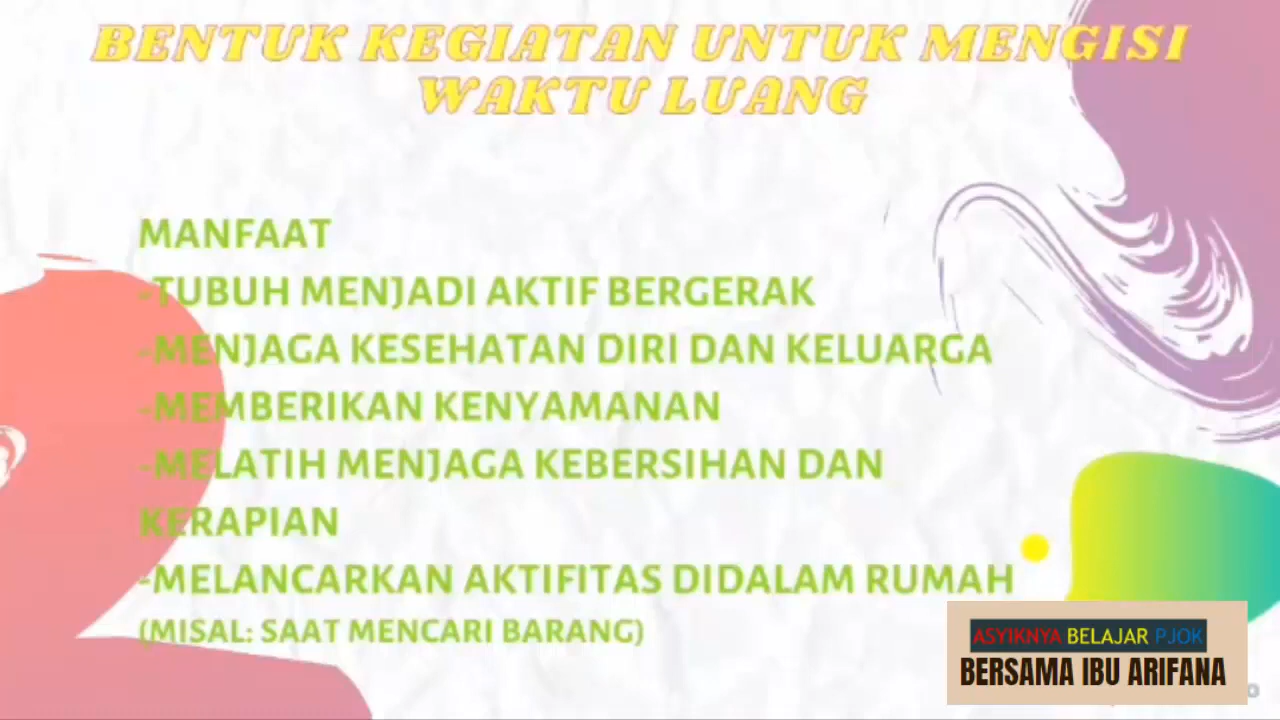 BENTUK KEGIATAN UNTUK MENGISI
WAKTU LUANG
MANFAAT
-TUBUH MENJADI AKTIF BERGERAK
-MENJAGA KESEHATAN DIRI DAN KELUARGA
-MEMBERIKAN KENYAMANAN
-MELATIH MENJAGA KEBERSIHAN DAN
KERAPIAN
-MELANCARKAN AKTIFITAS DIDALAM RUMAH
(MISAL: SAAT MENCARI BARANG)
ASYIKNYA BELAJAR PJOK
BERSAMA IBU ARIFANA